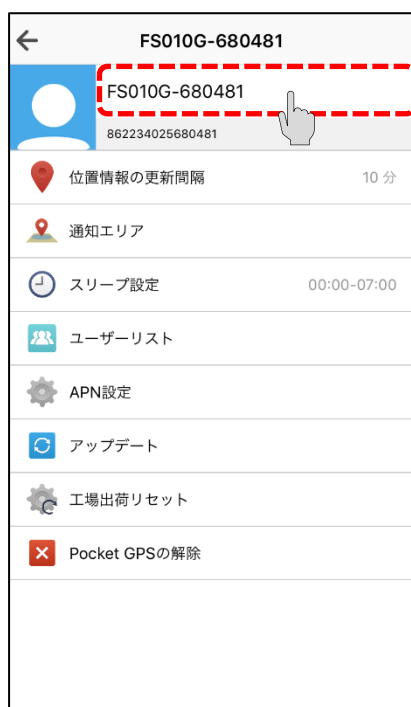 FS010G-680481
FS010G-680481
862234025680481
位置情報の更新間隔 10 分
通知エリア
スリープ設定 00:00-07:00
ユーザーリスト
APN設定
アップデート
工場出荷リセット
Pocket GPSの解除